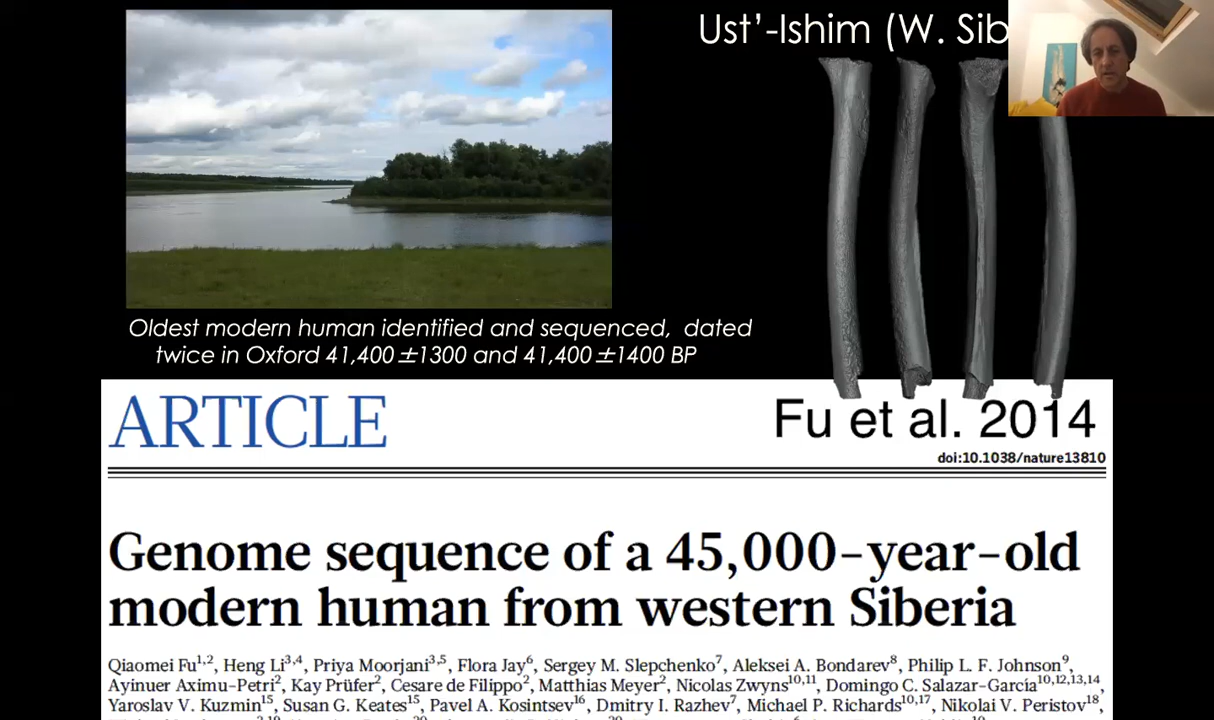 Ust’-Ishim (W. Sib
Oldest modern human identified and sequenced, dated
twice in Oxford 41,400 ±1300 and 41,400 ±1400 BP
ARTICLE
Fu et al. 2014
doi:10.1038/nature13810
Genome sequence of a 45,000-year-old
modern human from western Siberia
Qiaomei Fu1,2, Heng Li3,4, Priya Moorjani3,5, Flora Jay6, Sergey M. Slepchenko7, Aleksei A. Bondarev8, Philip L. F. Johnson9,
Ayinuer Aximu-Petri2, Kay Prüfer2, Cesare de Filippo2, Matthias Meyer2, Nicolas Zwyns10,11, Domingo C. Salazar-García10,12,13,14,
Yaroslav V. Kuzmin15, Susan G. Keates15, Pavel A. Kosintsev16, Dmitry I. Razhev7, Michael P. Richards10,17, Nikolai V. Peristov18,